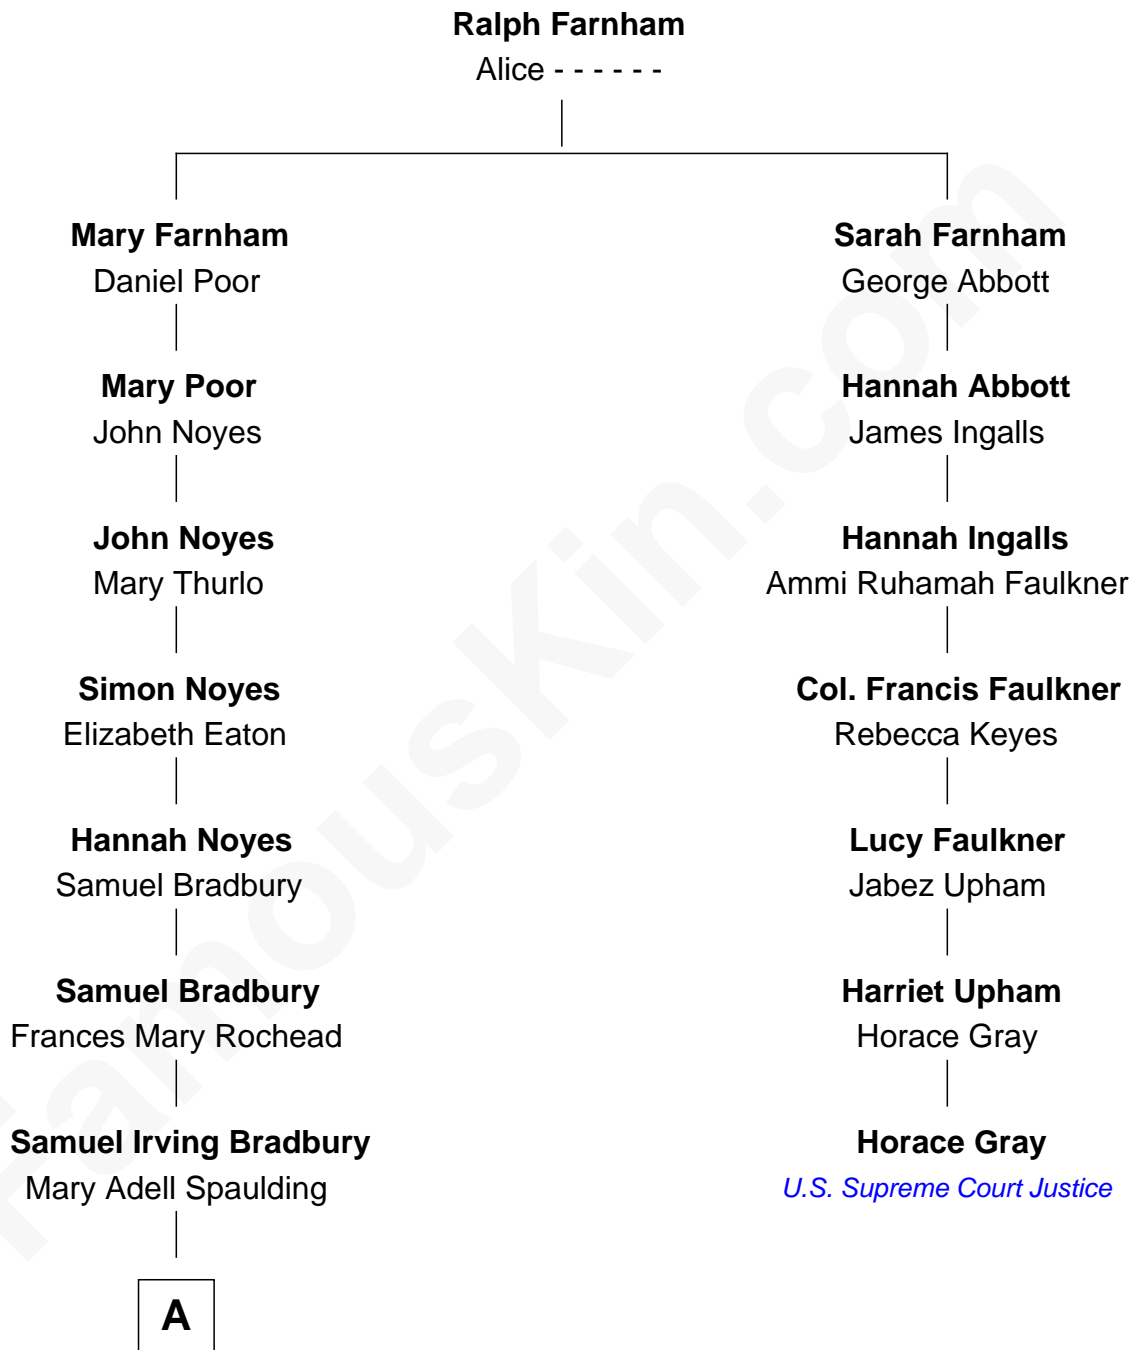 Ralph Farnham
Alice - - - - - -
Mary Farnham
Daniel Poor
Sarah Farnham
George Abbott
Mary Poor
John Noyes
Hannah Abbott
James Ingalls
John Noyes
Mary Thurlo
Hannah Ingalls
Ammi Ruhamah Faulkner
Simon Noyes
Elizabeth Eaton
Col. Francis Faulkner
Rebecca Keyes
Hannah Noyes
Samuel Bradbury
Lucy Faulkner
Jabez Upham
Samuel Bradbury
Frances Mary Rochead
Harriet Upham
Horace Gray
Samuel Irving Bradbury
Mary Adell Spaulding
Horace Gray
U.S. Supreme Court Justice
A
FamousKin.com